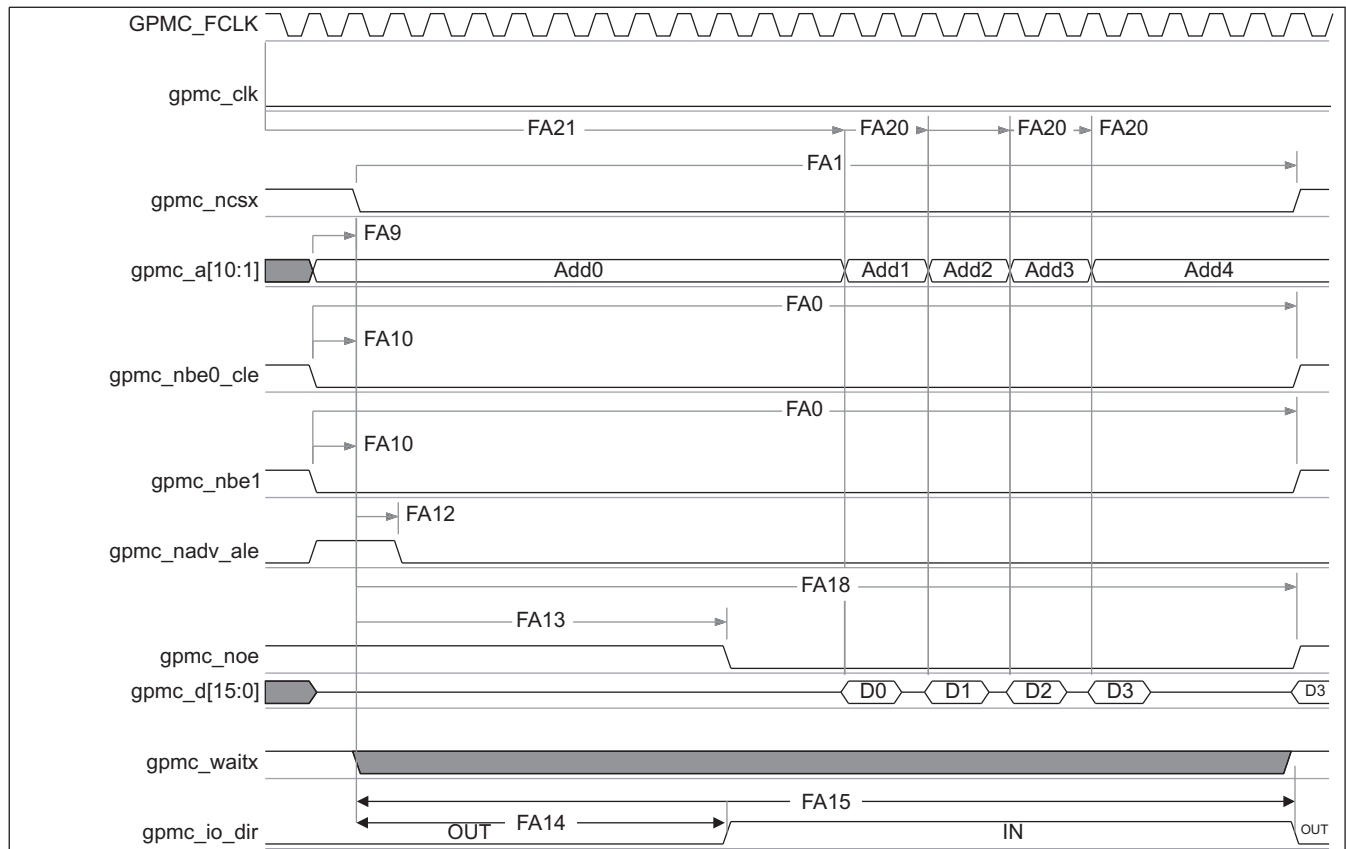 GPMC_FCLK
gpmc_clk
FA21 FA20 FA20 FA20
FA1
gpmc_ncsx
FA9
gpmc_a[10:1] Add0 Add1 Add2 Add3 Add4
FA0
FA10
gpmc_nbe0_cle
FA0
FA10
gpmc_nbe1
FA12
gpmc_nadv_ale
FA18
FA13
gpmc_noe
gpmc_d[15:0] D0 D1 D2 D3 D3
gpmc_waitx
FA15
gpmc_io_dir OUT FA14 IN OUT